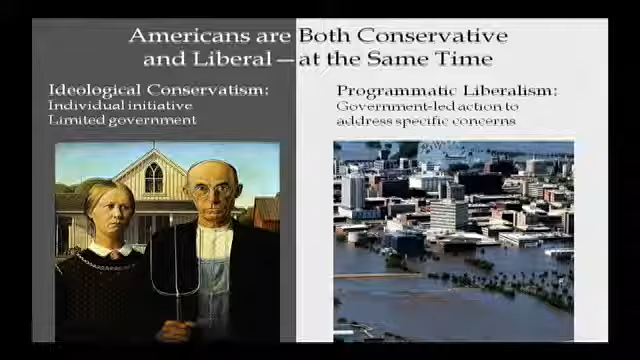 Americans are Both Conservative
and Liberal—at the Same Time
Ideological Conservatism:
Individual initiative
Limited government
Programmatic Liberalism:
Government-led action to
address specific concerns